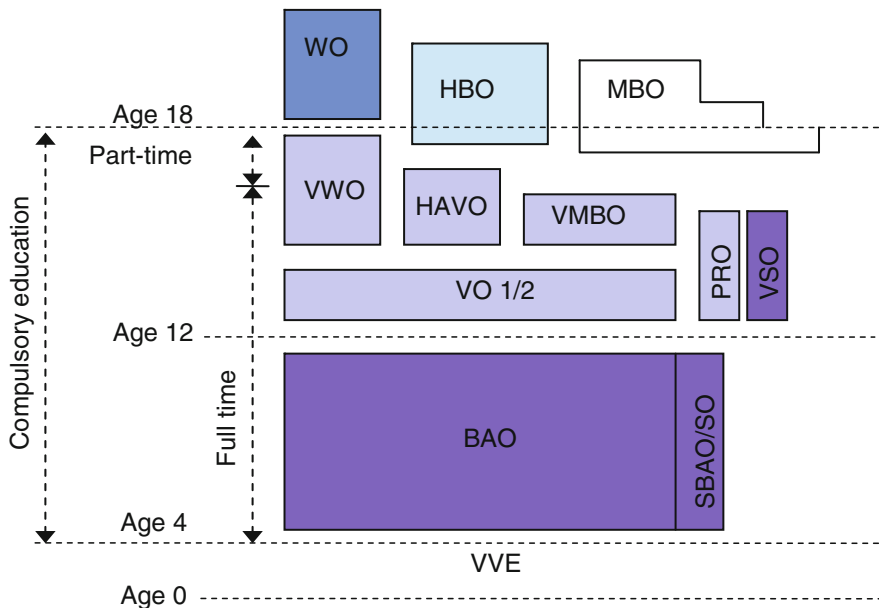 WO
HBO
MBO
Age 18
Part-time
VWO
HAVO
VMBO
PRO
VSO
VO 1/2
Age 12
Compulsory education
Full time
BAO
SBAO/SO
Age 4
VVE
Age 0